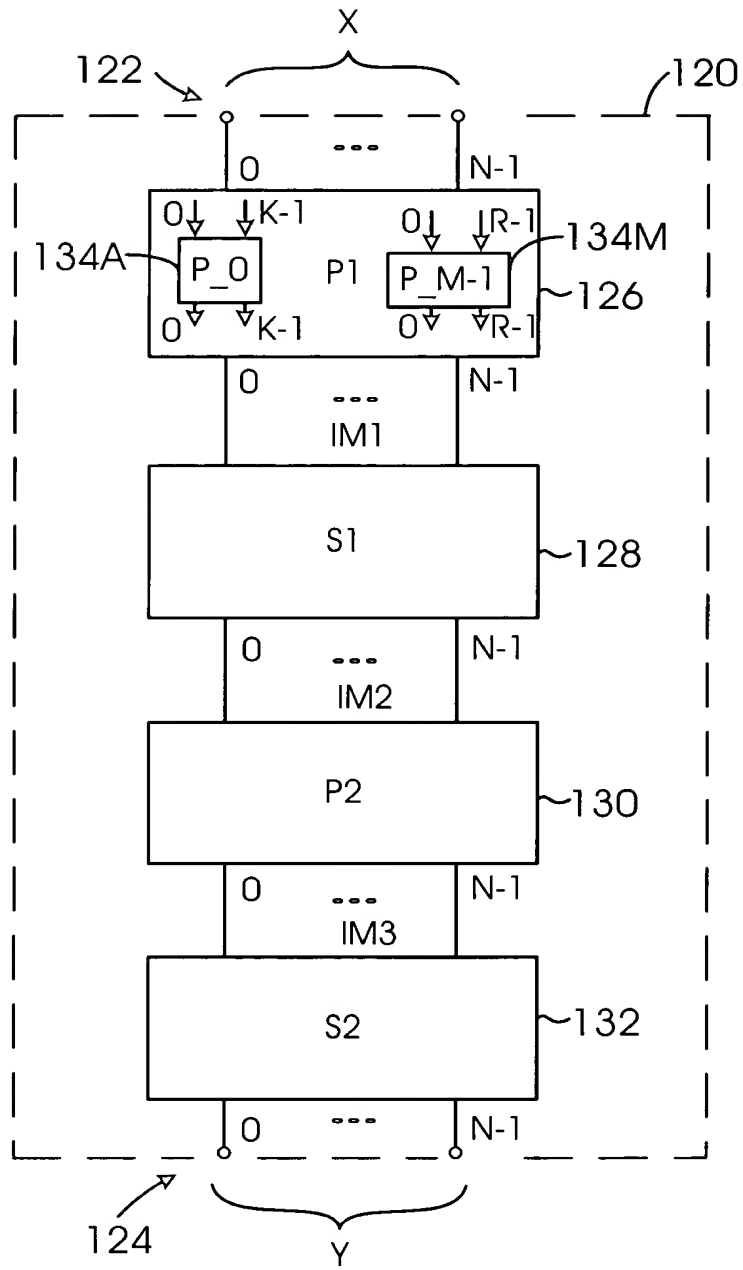 X
122
120
---
0 N-1
0 K-1 0 R-1
134A P_0 P1 P_M-1 134M
126
0 K-1 0 R-1
0 --- N-1
IM1
S1
128
0 --- N-1
IM2
P2
130
0 --- N-1
IM3
S2
132
0 --- N-1
124
Y